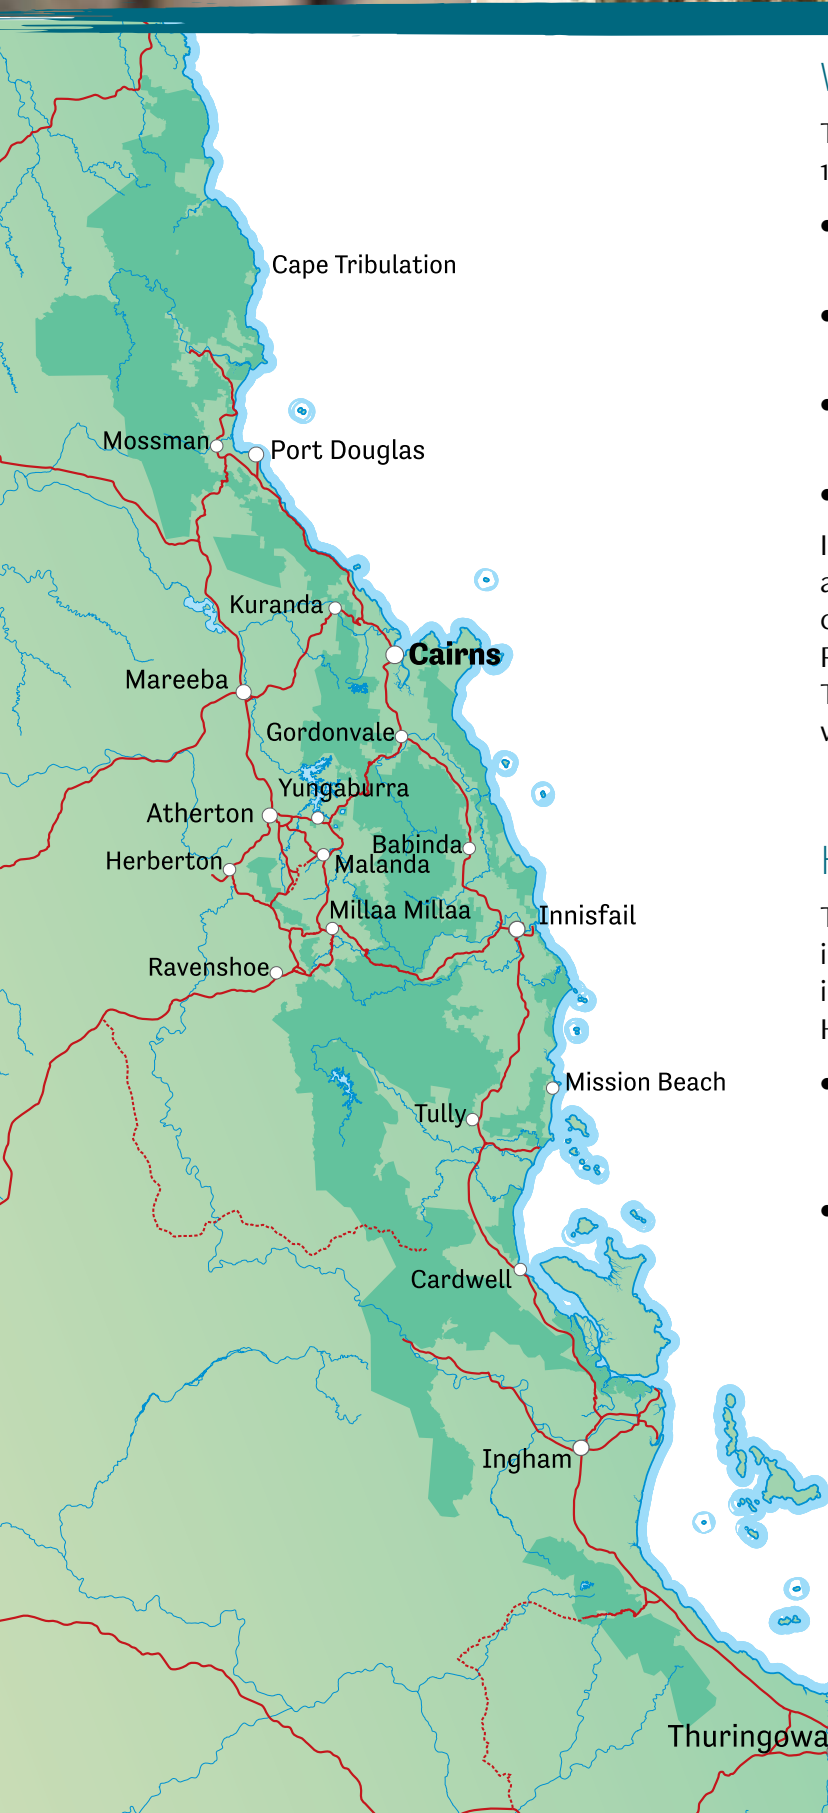 Cape Tribulation
Mossman
Port Douglas
Kuranda
Cairns
Mareeba
Gordonvale
Yungaburra
Atherton
Babinda
Herberton
Malanda
Millaa Millaa
Innisfail
Ravenshoe
Mission Beach
Tully
Cardwell
Ingham
Thuringowa